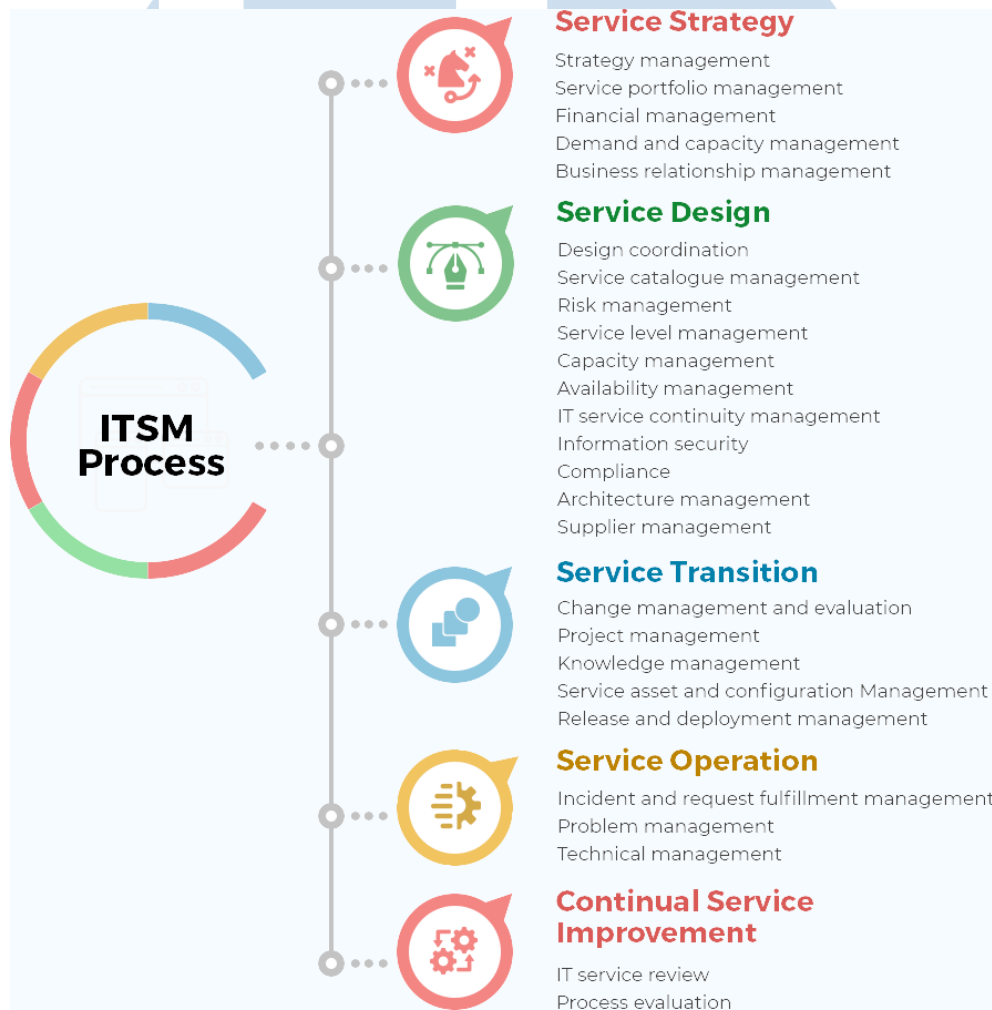 ITSM
Process
Service Strategy
Strategy management
Service portfolio management
Financial management
Demand and capacity management
Business relationship management
Service Design
Design coordination
Service catalogue management
Risk management
Service level management
Capacity management
Availability management
IT service continuity management
Information security
Compliance
Architecture management
Supplier management
Service Transition
Change management and evaluation
Project management
Knowledge management
Service asset and configuration Management
Release and deployment management
Service Operation
Incident and request fulfillment management
Problem management
Technical management
Continual Service
Improvement
IT service review
Process evaluation